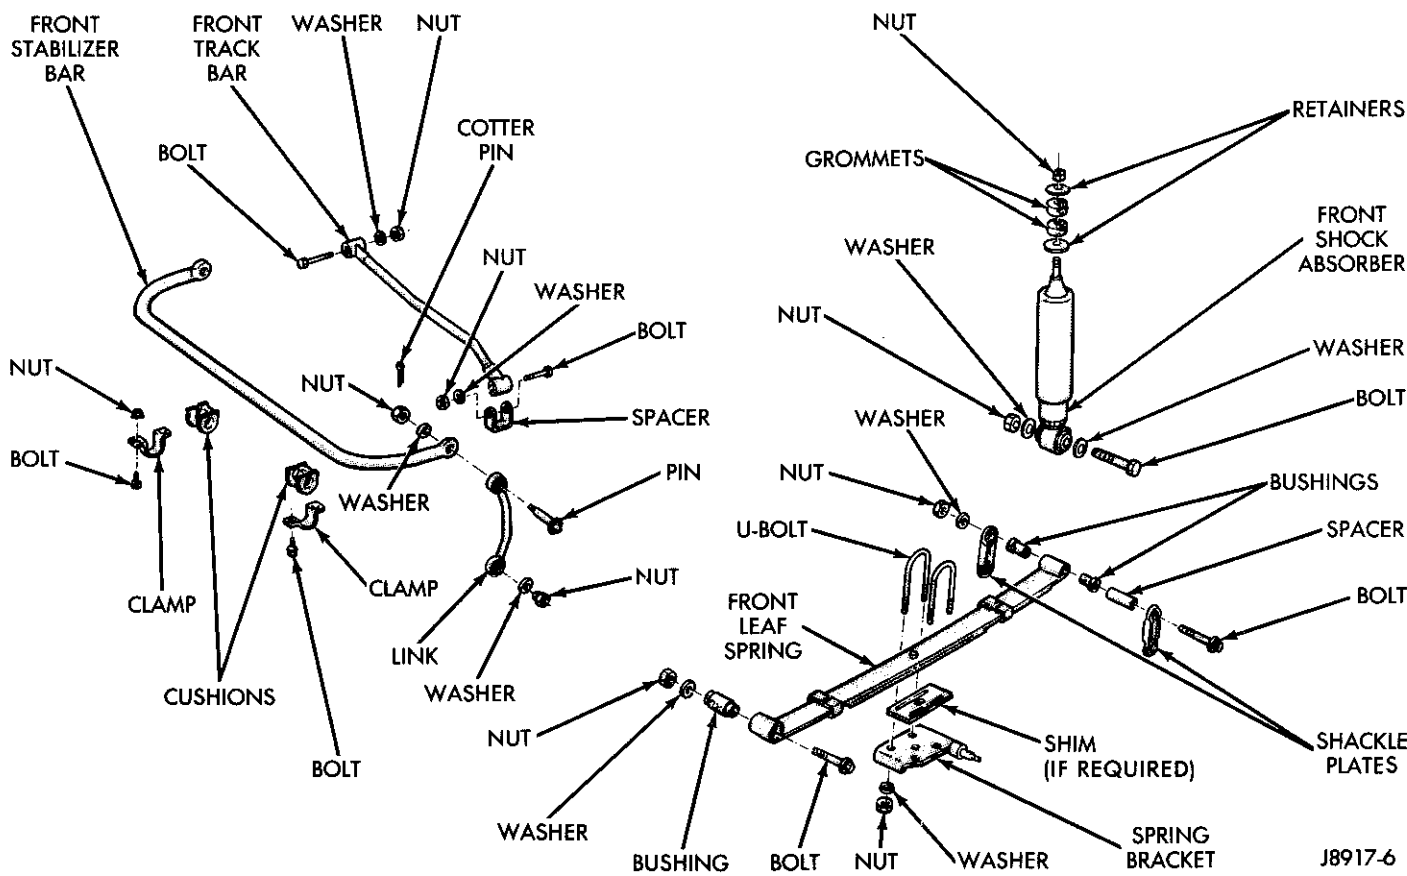 FRONT
STABILIZER
BAR
FRONT
TRACK
BAR
WASHER
NUT
BOLT
COTTER
PIN
NUT
WASHER
BOLT
NUT
NUT
SPACER
BOLT
WASHER
PIN
CLAMP
CLAMP
NUT
CUSHIONS
LINK
WASHER
BOLT
NUT
RETAINERS
GROMMETS
FRONT
SHOCK
ABSORBER
WASHER
NUT
WASHER
BOLT
WASHER
NUT
BUSHINGS
U-BOLT
SPACER
BOLT
FRONT
LEAF
SPRING
NUT
SHIM
(IF REQUIRED)
SHACKLE
PLATES
WASHER
BUSHING
BOLT
NUT
WASHER
SPRING
BRACKET
J8917-6